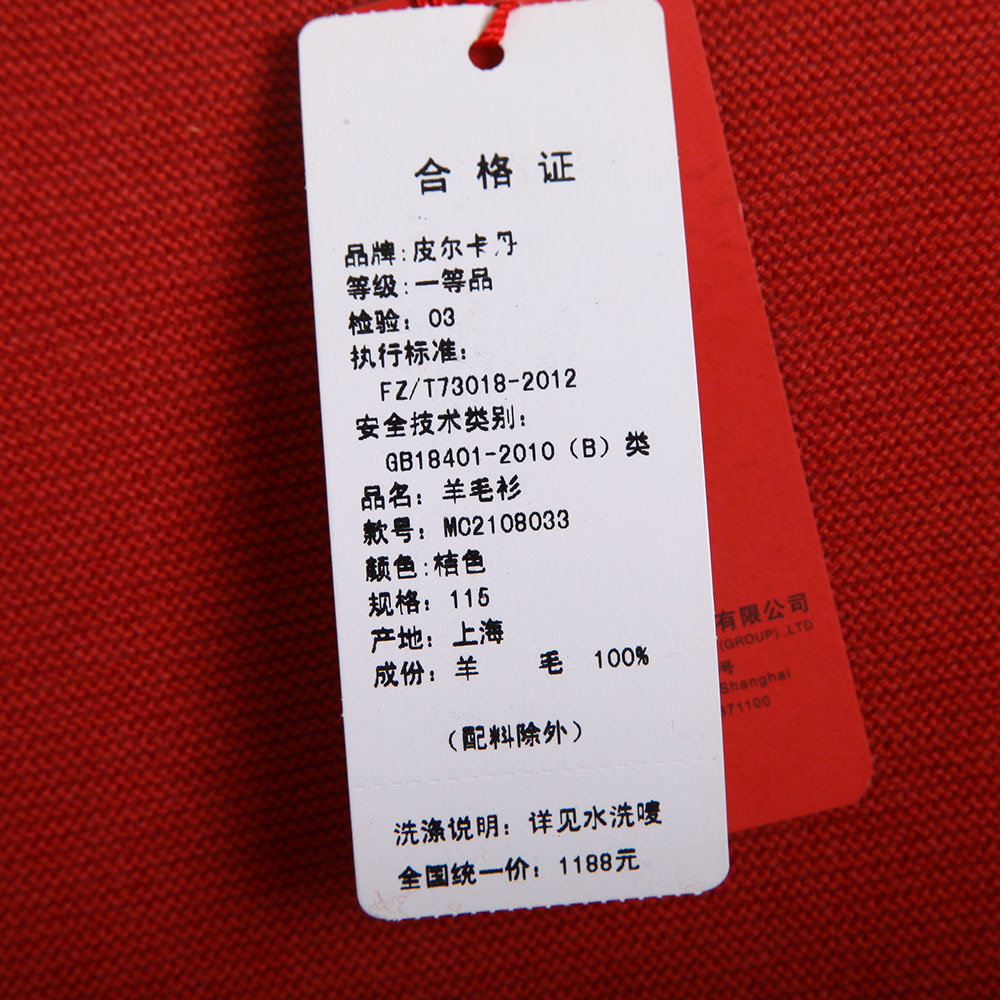 合格证
品牌:皮尔卡丹
等级:一等品
检验: 03
执行标准:
FZ/T73018-2012
安全技术类别:
GB18401-2010（B）类
品名: 羊毛衫
款号: MC2108033
颜色:桔色
规格: 115
产地: 上海
成份: 羊 毛 100%
（配料除外）
洗涤说明: 详见水洗唛
全国统一价: 1188元
有限公司
(GROUP).,LTD
号
Shanghai
671100